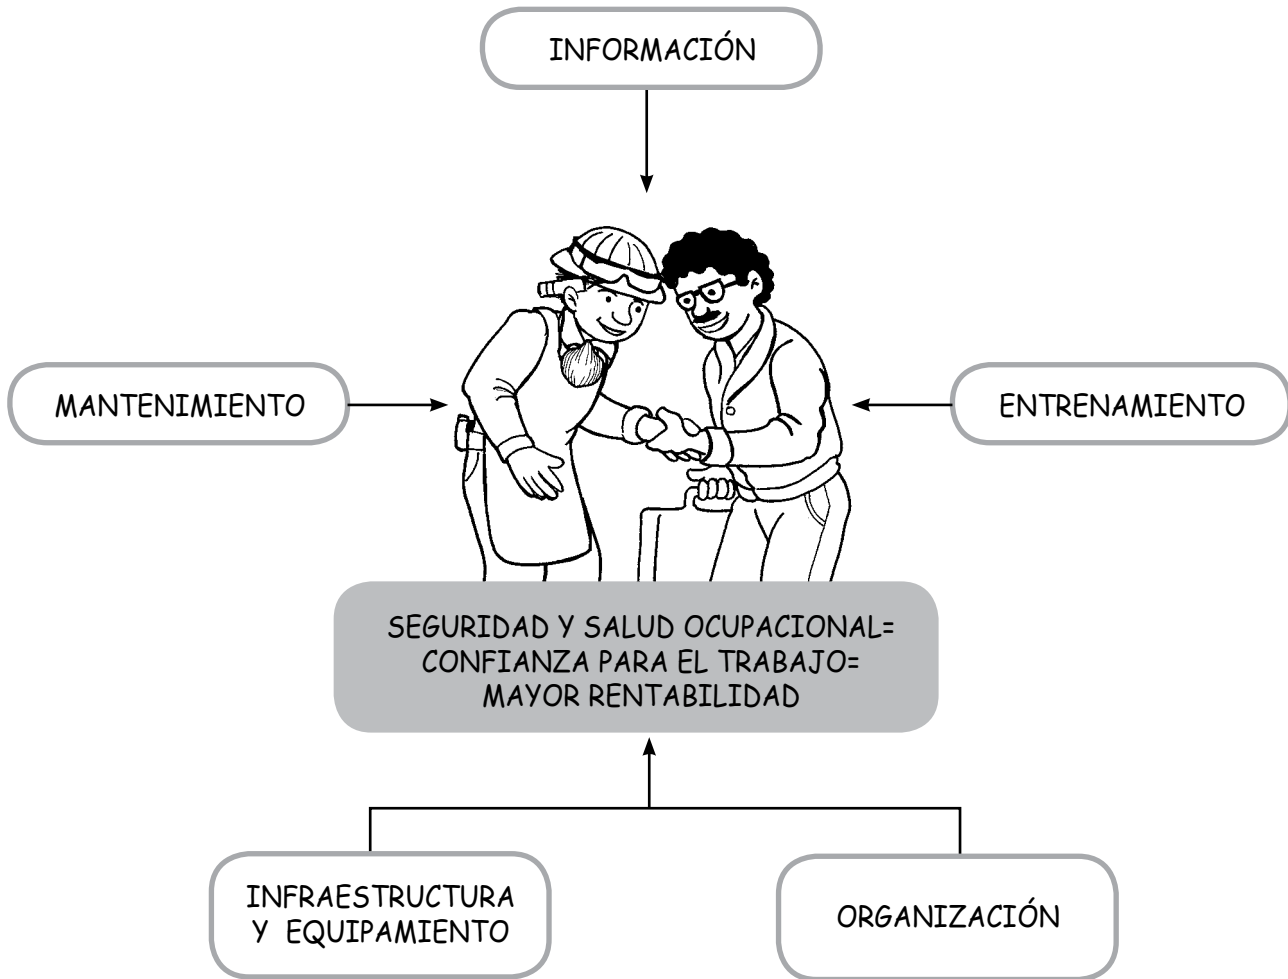 INFORMACIÓN
MANTENIMIENTO
ENTRENAMIENTO
SEGURIDAD Y SALUD OCUPACIONAL=
CONFIANZA PARA EL TRABAJO=
MAYOR RENTABILIDAD
INFRAESTRUCTURA
Y EQUIPAMIENTO
ORGANIZACIÓN